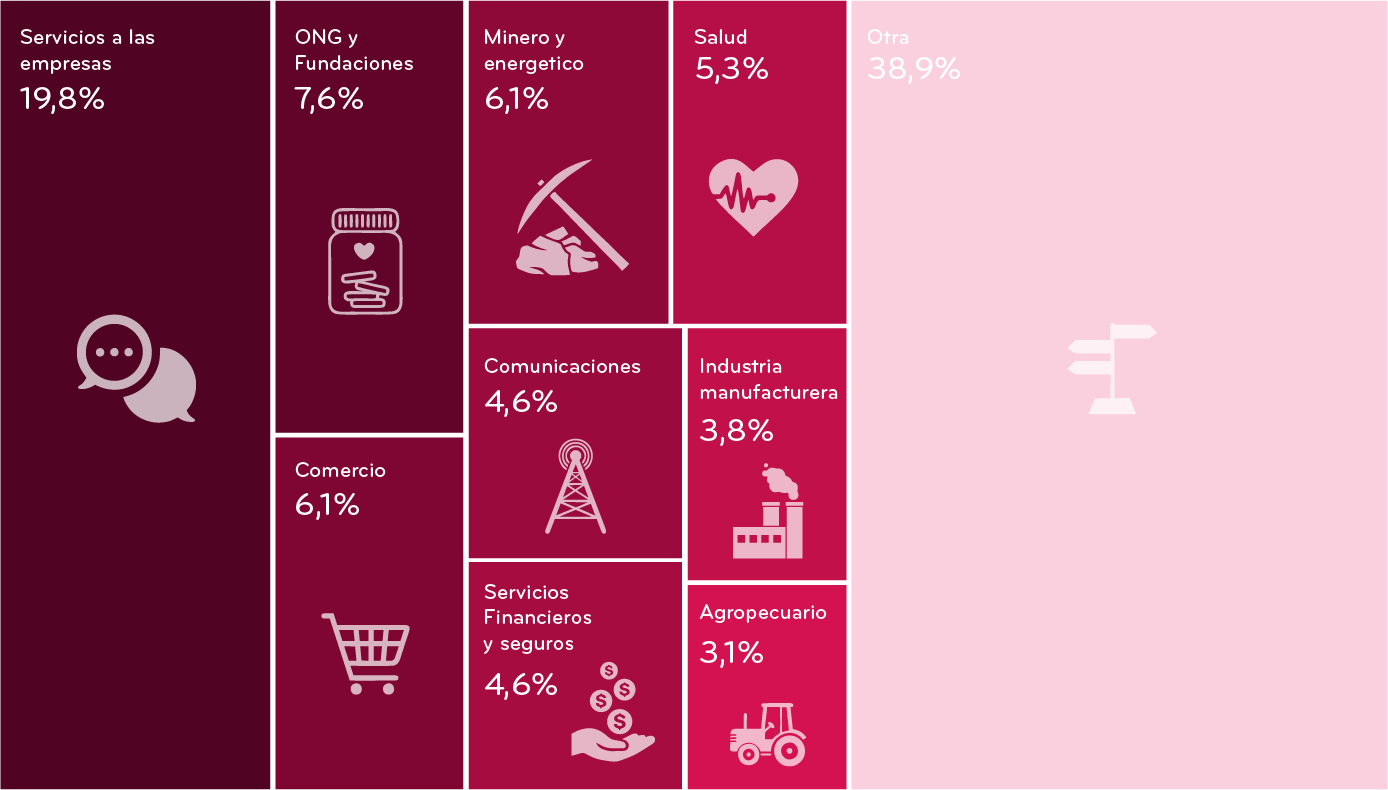 Servicios a las
empresas
19,8%
ONG y
Fundaciones
7,6%
Comercio
6,1%
Minero y
energetico
6,1%
Salud
5,3%
Comunicaciones
4,6%
Industria
manufacturera
3,8%
Servicios
Financieros
y seguros
4,6%
Agropecuario
3,1%
Otra
38,9%